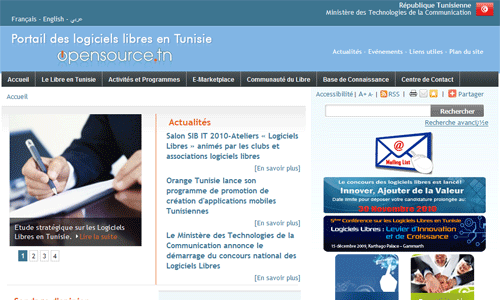 République Tunisienne
Français - English - عربي
Ministère des Technologies de la Communication
Portail des logiciels libres en Tunisie
opensource.tn
Actualités - Evénements - Liens utiles - Plan du site
Accueil
Le Libre en Tunisie
Activités et Programmes
E-Marketplace
Communauté du Libre
Base de Connaissance
Centre de Contact
Accueil
Accessibilité | A+ A- | RSS | Partager
Rechercher
Recherche avancée
Actualités
Salon SIB IT 2010-Ateliers « Logiciels
Libres » animés par les clubs et
associations logiciels libres
[En savoir plus]
Orange Tunisie lance son
programme de promotion de
création d'applications mobiles
Tunisiennes
[En savoir plus]
Le Ministère des Technologies de la
Communication annonce le
démarrage du concours national des
Logiciels Libres
[En savoir plus]
Etude stratégique sur les Logiciels
Libres en Tunisie. Lire la suite
1 2 3 4
@
Mailing List
Le concours des logiciels libres est lancé!
Innover, Ajouter de la Valeur
Date limite pour déposer votre candidature prolongée au
30 Novembre 2010
5ème Conférence sur les Logiciels Libres en Tunisie
Logiciels Libres : Levier d'Innovation et
de Croissance
15 décembre 2009, Karthago Palace - Gammarth